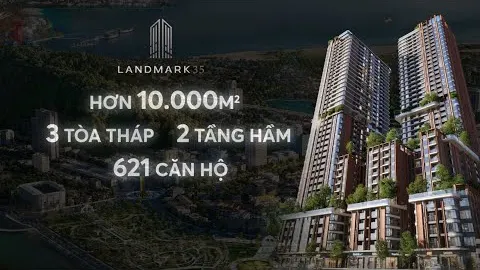 LANDMARK35
HƠN 10.000M²
3 TÒA THÁP 2 TẦNG HẦM
621 CĂN HỘ